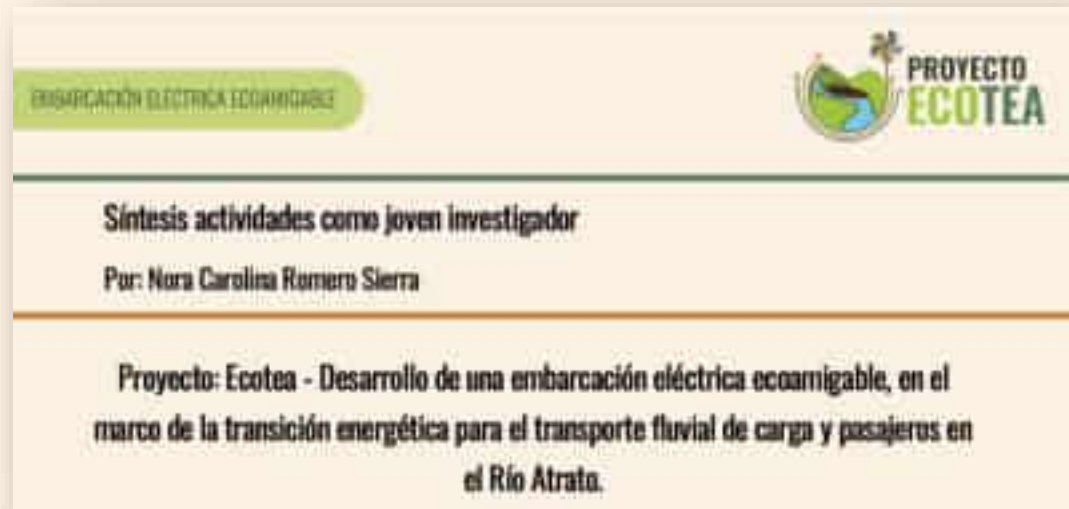 EMBARCACIÓN ELÉCTRICA ECOAMIGABLE
PROYECTO
ECOTEA
Síntesis actividades como joven investigador
Por: Nora Carolina Romero Sierra
Proyecto: Ecotea - Desarrollo de una embarcación eléctrica ecoamigable, en el
marco de la transición energética para el transporte fluvial de carga y pasajeros en
el Río Atrato.